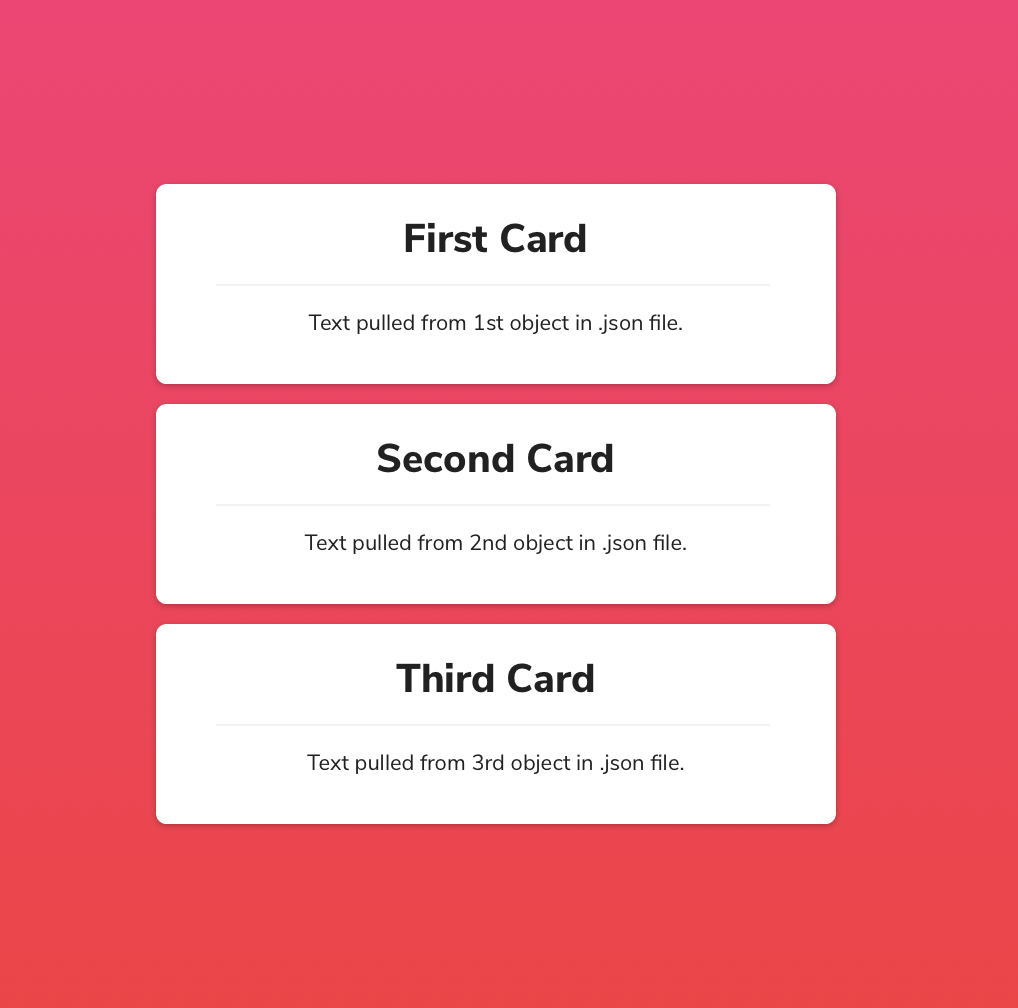 First Card
Text pulled from 1st object in .json file.
Second Card
Text pulled from 2nd object in .json file.
Third Card
Text pulled from 3rd object in .json file.